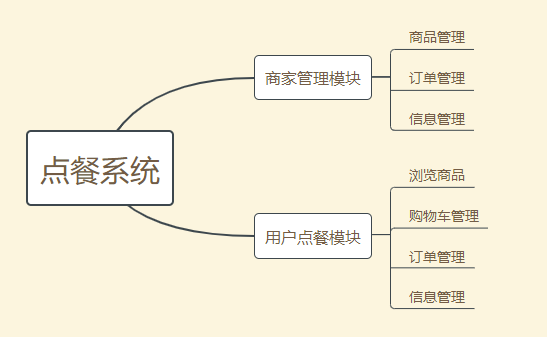 点餐系统
商家管理模块
商品管理
订单管理
信息管理
用户点餐模块
浏览商品
购物车管理
订单管理
信息管理